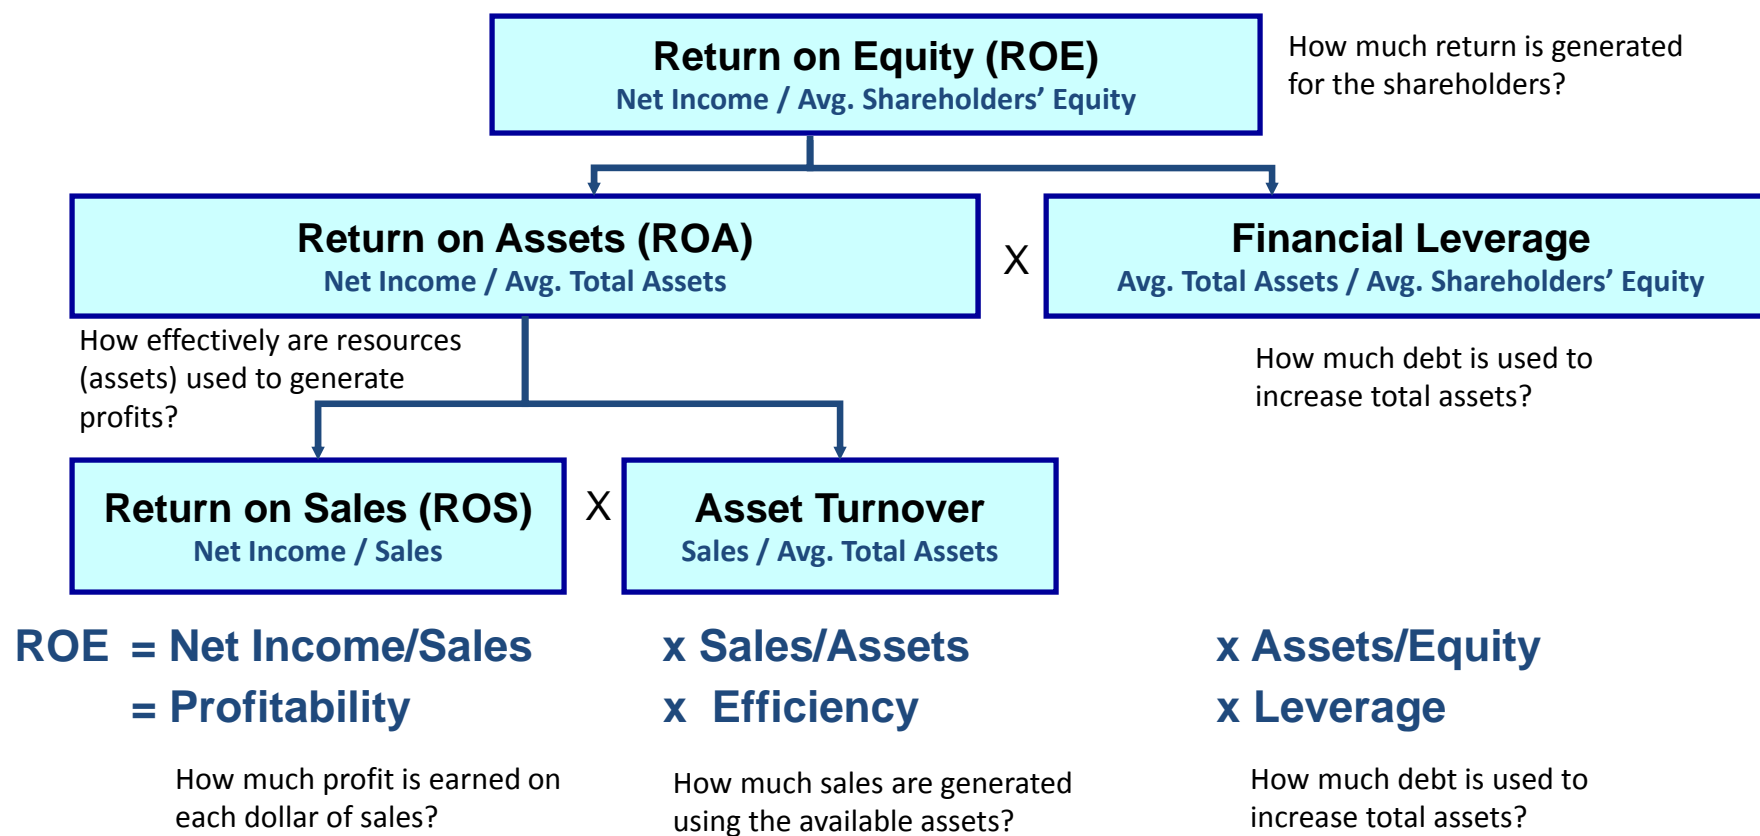 Return on Equity (ROE)
Net Income / Avg. Shareholders’ Equity
How much return is generated
for the shareholders?
Return on Assets (ROA)
Net Income / Avg. Total Assets
X
Financial Leverage
Avg. Total Assets / Avg. Shareholders’ Equity
How effectively are resources
(assets) used to generate
profits?
How much debt is used to
increase total assets?
Return on Sales (ROS)
Net Income / Sales
X
Asset Turnover
Sales / Avg. Total Assets
ROE = Net Income/Sales x Sales/Assets x Assets/Equity
= Profitability x Efficiency x Leverage
How much profit is earned on
each dollar of sales?
How much sales are generated
using the available assets?
How much debt is used to
increase total assets?